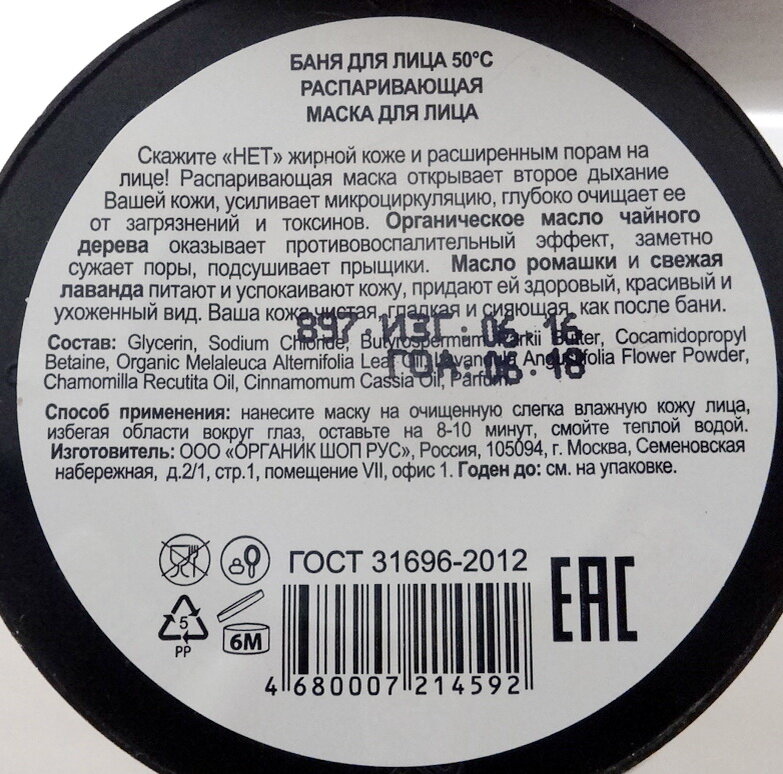 БАНЯ ДЛЯ ЛИЦА 50°C
РАСПАРИВАЮЩАЯ
МАСКА ДЛЯ ЛИЦА
Скажите «НЕТ» жирной коже и расширенным порам на
лице! Распаривающая маска открывает второе дыхание
Вашей кожи, усиливает микроциркуляцию, глубоко очищает ее
от загрязнений и токсинов. Органическое масло чайного
дерева оказывает противовоспалительный эффект, заметно
сужает поры, подсушивает прыщики. Масло ромашки и свежая
лаванда питают и успокаивают кожу, придают ей здоровый, красивый и
ухоженный вид. Ваша кожа чистая, гладкая и сияющая, как после бани.
897. ИЗГ. 06. 16
Состав: Glycerin, Sodium Chloride, Butyrospermum Parkii Butter, Cocamidopropyl
ГОД: 06. 18
Betaine, Organic Melaleuca Alternifolia Leaf Flower Powder,
Chamomilla Recutita Oil, Cinnamomum Cassia Oil, Parfum
Способ применения: нанесите маску на очищенную слегка влажную кожу лица,
избегая области вокруг глаз, оставьте на 8-10 минут, смойте теплой водой.
Изготовитель: ООО «ОРГАНИК ШОП РУС», Россия, 105094, г. Москва, Семеновская
набережная, д.2/1, стр.1, помещение VII, офис 1. Годен до: см. на упаковке.
ГОСТ 31696-2012
EAC
5
PP
6М
4 680007 214592